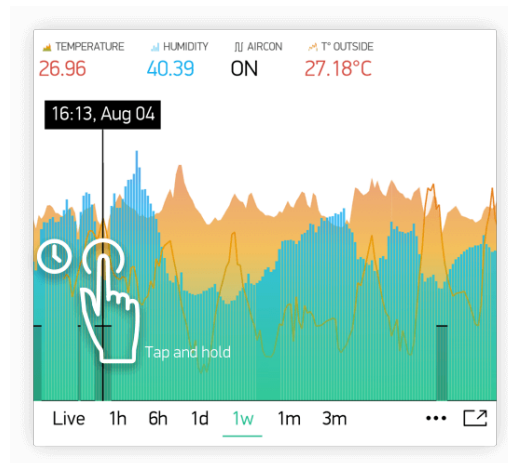 TEMPERATURE HUMIDITY AIRCON T° OUTSIDE
26.96 40.39 ON 27.18°C
16:13, Aug 04
Tap and hold
Live 1h 6h 1d 1w 1m 3m